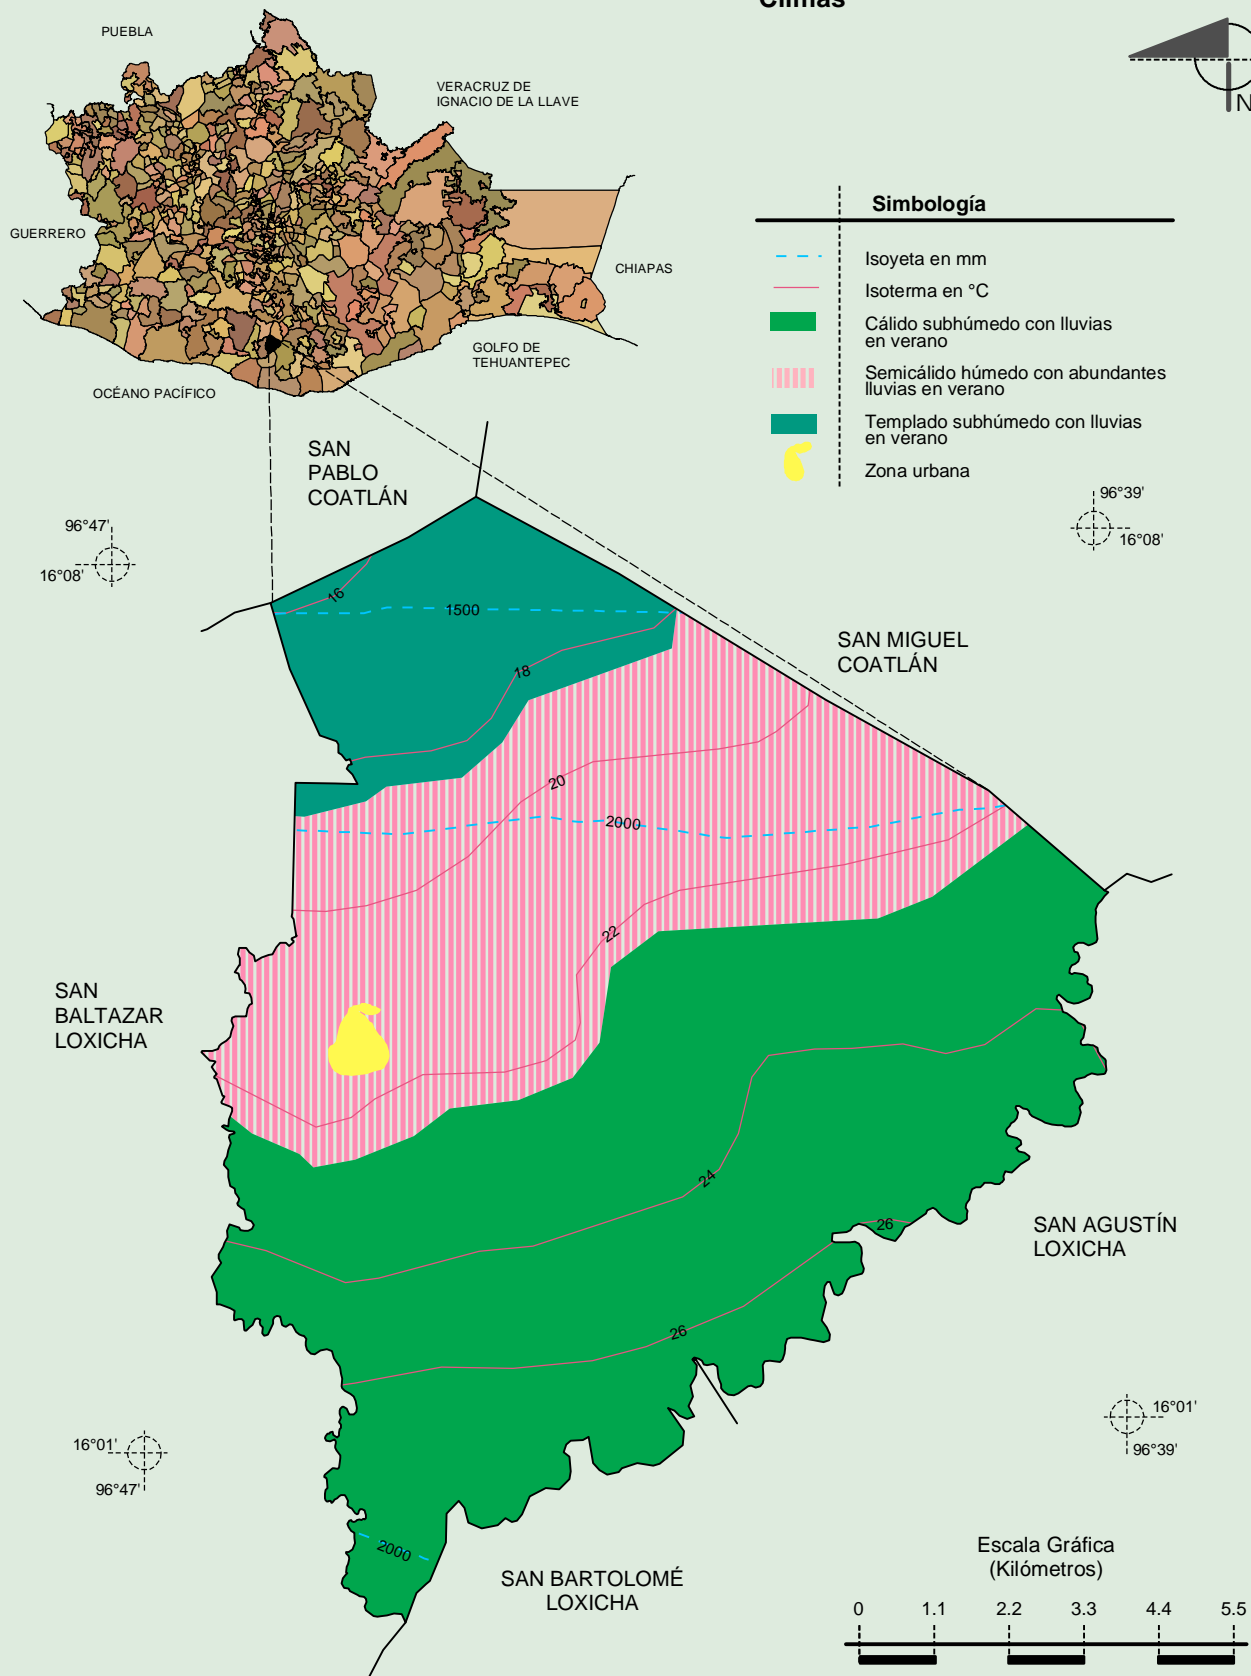 Climas
PUEBLA
VERACRUZ DE
IGNACIO DE LA LLAVE
N
GUERRERO
CHIAPAS
GOLFO DE
TEHUANTEPEC
OCÉANO PACÍFICO
Simbología
Isoyeta en mm
Isoterma en °C
Cálido subhúmedo con lluvias
en verano
Semicálido húmedo con abundantes
lluvias en verano
Templado subhúmedo con lluvias
en verano
Zona urbana
SAN
PABLO
COATLÁN
96°47'
16°08'
96°39'
16°08'
16
1500
18
SAN MIGUEL
COATLÁN
20
2000
22
SAN
BALTAZAR
LOXICHA
24
26
SAN AGUSTÍN
LOXICHA
26
16°01'
96°47'
16°01'
96°39'
2000
SAN BARTOLOMÉ
LOXICHA
Escala Gráfica
(Kilómetros)
0 1.1 2.2 3.3 4.4 5.5